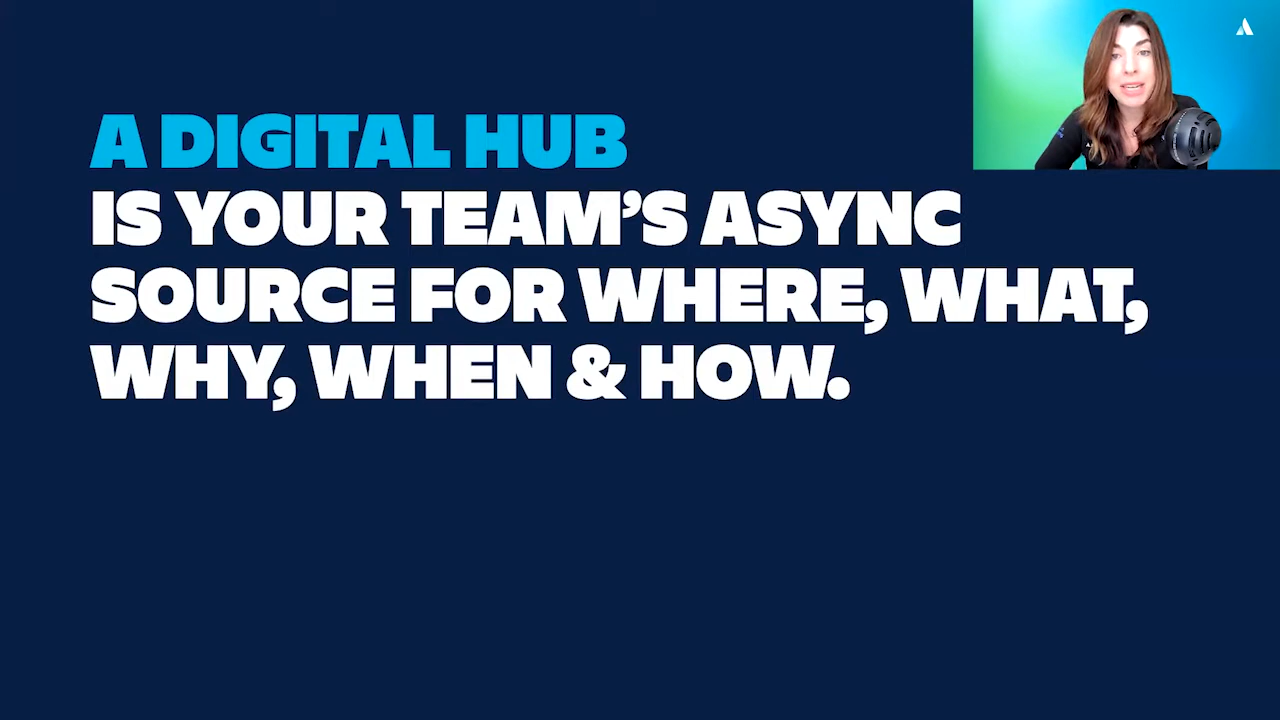 A DIGITAL HUB
IS YOUR TEAM’S ASYNC
SOURCE FOR WHERE, WHAT,
WHY, WHEN & HOW.